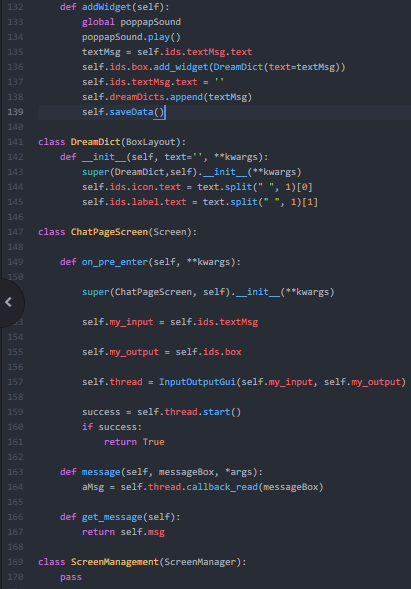 132 def addWidget(self):
133 global poppapSound
134 poppapSound.play()
135 textMsg = self.ids.textMsg.text
136 self.ids.box.add_widget(DreamDict(text=textMsg))
137 self.ids.textMsg.text = ''
138 self.dreamDicts.append(textMsg)
139 self.saveData()
140
141 class DreamDict(BoxLayout):
142 def __init__(self, text='', **kwargs):
143 super(DreamDict,self).__init__(**kwargs)
144 self.ids.icon.text = text.split(" ", 1)[0]
145 self.ids.label.text = text.split(" ", 1)[1]
146
147 class ChatPageScreen(Screen):
148
149 def on_pre_enter(self, **kwargs):
150
super(ChatPageScreen, self).__init__(**kwargs)
3 self.my_input = self.ids.textMsg
154
155 self.my_output = self.ids.box
156
157 self.thread = InputOutputGui(self.my_input, self.my_output)
158
159 success = self.thread.start()
160 if success:
161 return True
162
163 def message(self, messageBox, *args):
164 aMsg = self.thread.callback_read(messageBox)
165
166 def get_message(self):
167 return self.msg
168
169 class ScreenManagement(ScreenManager):
170 pass